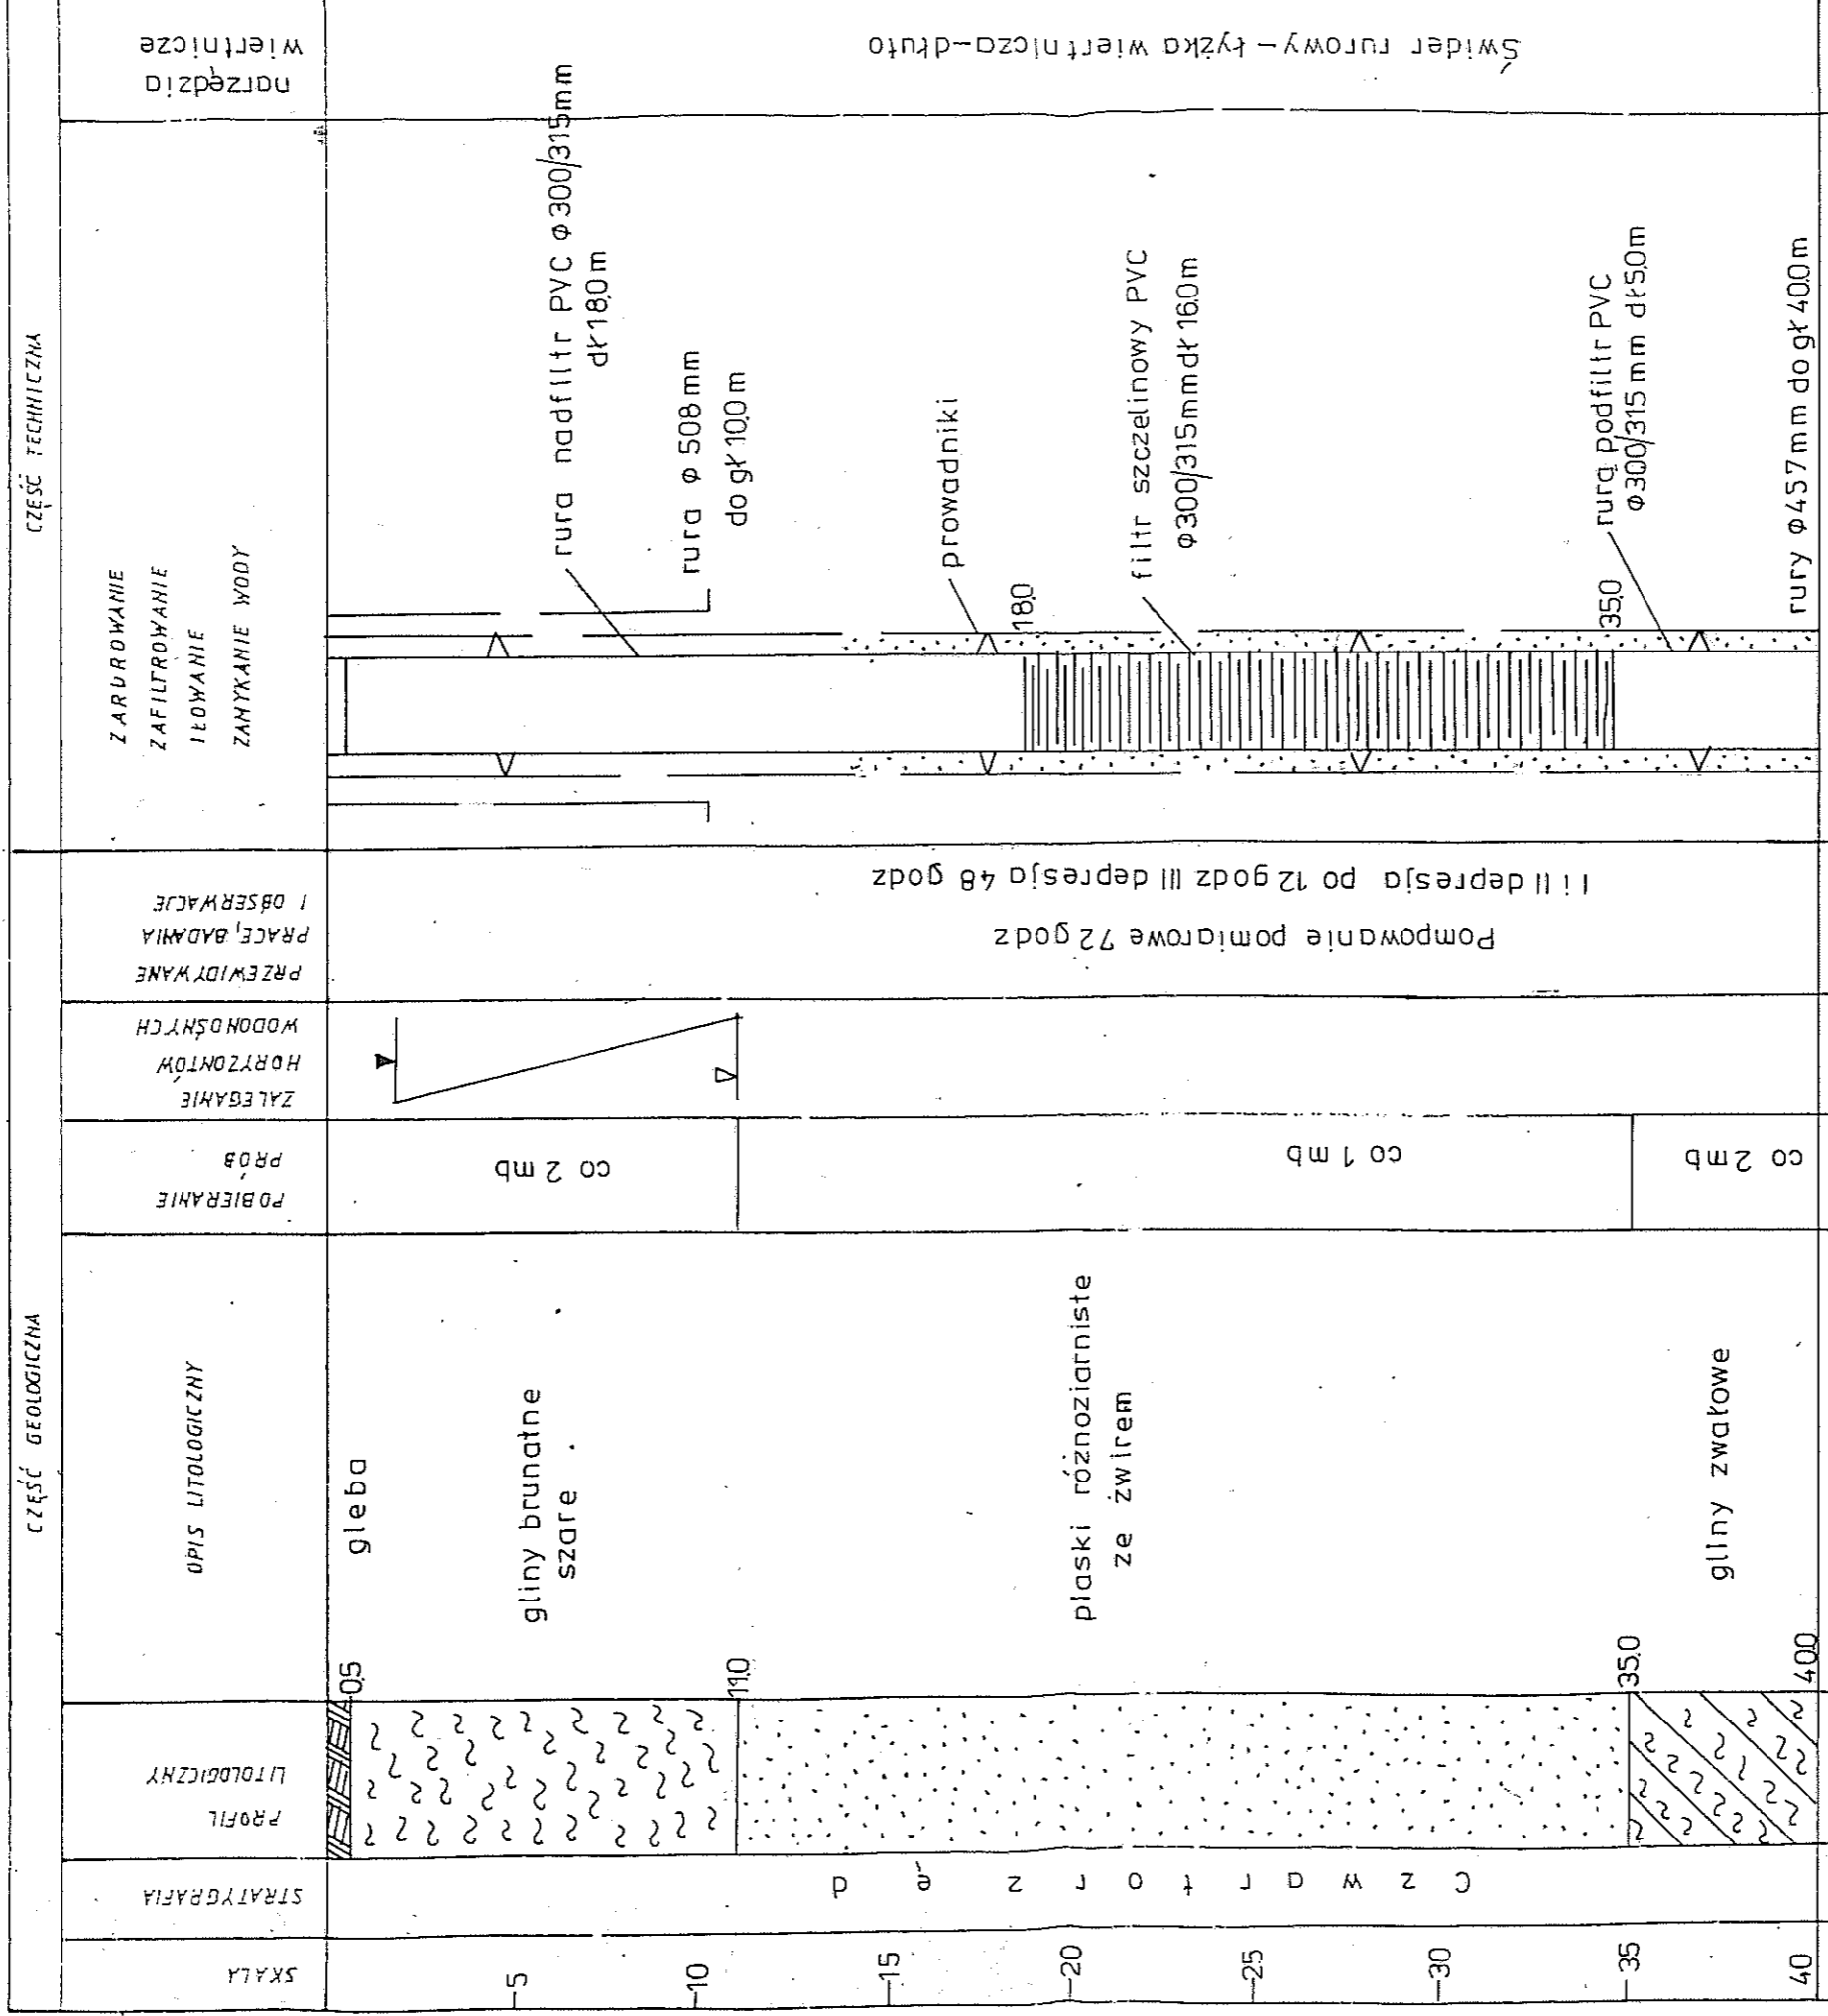 CZĘŚĆ GEOLOGICZNA
CZĘŚĆ TECHNICZNA
SKALA
STRATYGRAFIA
PROFIL
LITOLOGICZNY
OPIS LITOLOGICZNY
POBIERANIE
PRÓB
ZALEGANIE
HORYZONTÓW
WODONOŚNYCH
PRZEWIDYWANE
PRACE, BADANIA
I OBSERWACJE
ZARUROWANIE
ZAFILTROWANIE
IŁOWANIE
ZAMYKANIE WODY
narzędzia
wiertnicze
5
10
15
20
25
30
35
40
Czwartorzęd
0,5
11,0
35,0
40,0
gleba
gliny brunatne
szare
piaski różnoziarniste
ze żwirem
gliny zwałowe
co 2 mb
co 1 mb
co 2 mb
Pompowanie pomiarowe 72 godz
I i II depresja po 12 godz III depresja 48 godz
rura nadfiltr PVC φ 300/315mm
dł 18,0 m
rura φ 508 mm
do gł 10,0 m
prowadniki
18,0
filtr szczelinowy PVC
φ 300/315mm dł 16,0m
35,0
rura podfiltr PVC
φ 300/315 mm dł 5,0m
rury φ 457 mm do gł 40,0 m
Świder rurowy – łyżka wiertnicza – dłuto